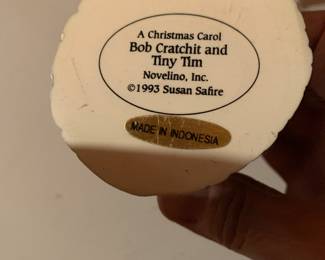 A Christmas Carol
Bob Cratchit and
Tiny Tim
Novelino, Inc.
©1993 Susan Safire
MADE IN INDONESIA